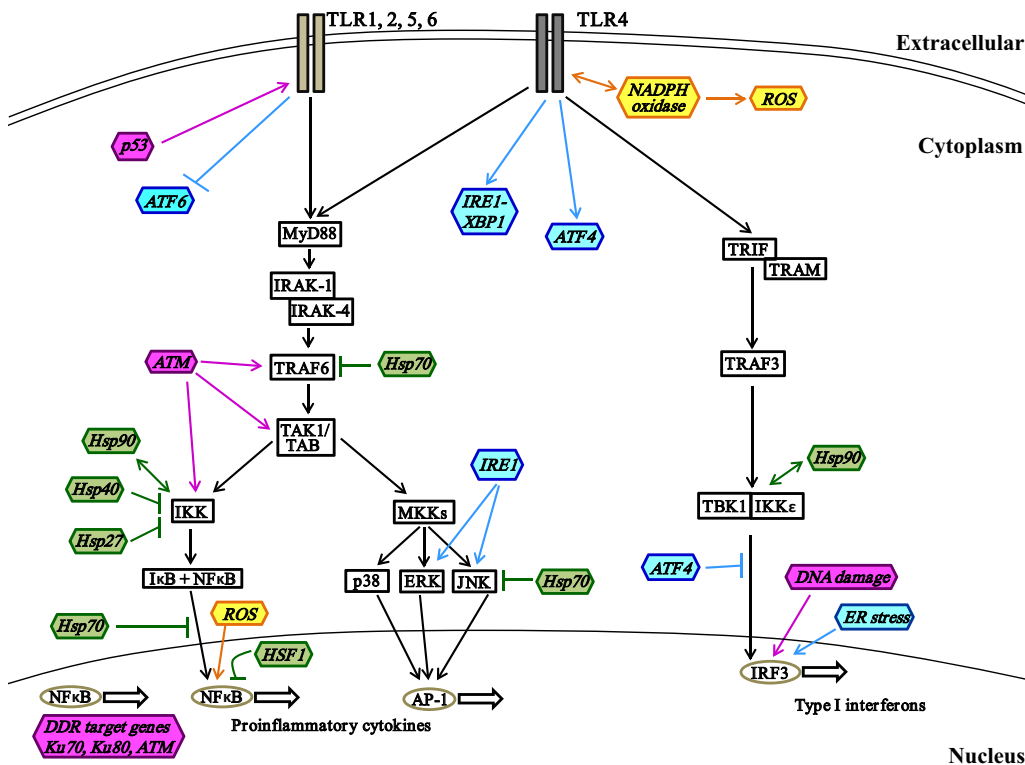 TLR1, 2, 5, 6
TLR4
Extracellular
NADPH
oxidase
ROS
p53
Cytoplasm
ATF6
IRE1-
XBP1
ATF4
MyD88
TRIF
TRAM
IRAK-1
IRAK-4
ATM
TRAF6
Hsp70
TRAF3
TAK1/
TAB
Hsp90
IRE1
Hsp90
Hsp40
IKK
MKKs
TBK1
IKKε
Hsp27
IκB + NFκB
p38
ERK
JNK
Hsp70
ATF4
DNA damage
Hsp70
ROS
ER stress
HSF1
IRF3
NFκB
NFκB
AP-1
Type I interferons
Proinflammatory cytokines
DDR target genes
Ku70, Ku80, ATM
Nucleus